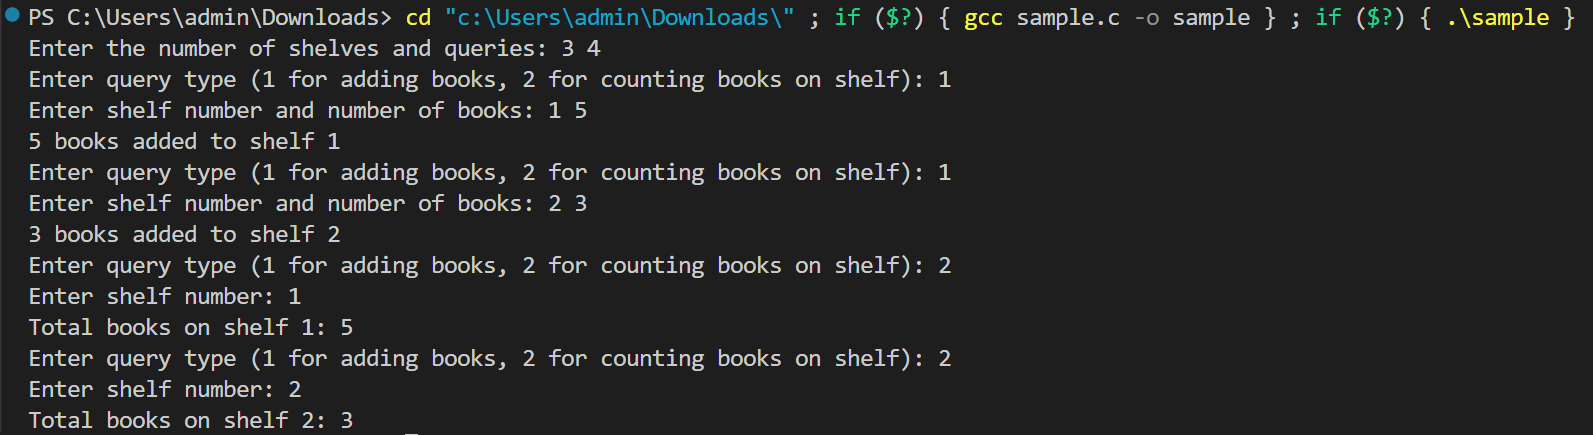 PS C:\Users\admin\Downloads> cd "c:\Users\admin\Downloads\" ; if ($?) { gcc sample.c -o sample } ; if ($?) { .\sample }
Enter the number of shelves and queries: 3 4
Enter query type (1 for adding books, 2 for counting books on shelf): 1
Enter shelf number and number of books: 1 5
5 books added to shelf 1
Enter query type (1 for adding books, 2 for counting books on shelf): 1
Enter shelf number and number of books: 2 3
3 books added to shelf 2
Enter query type (1 for adding books, 2 for counting books on shelf): 2
Enter shelf number: 1
Total books on shelf 1: 5
Enter query type (1 for adding books, 2 for counting books on shelf): 2
Enter shelf number: 2
Total books on shelf 2: 3